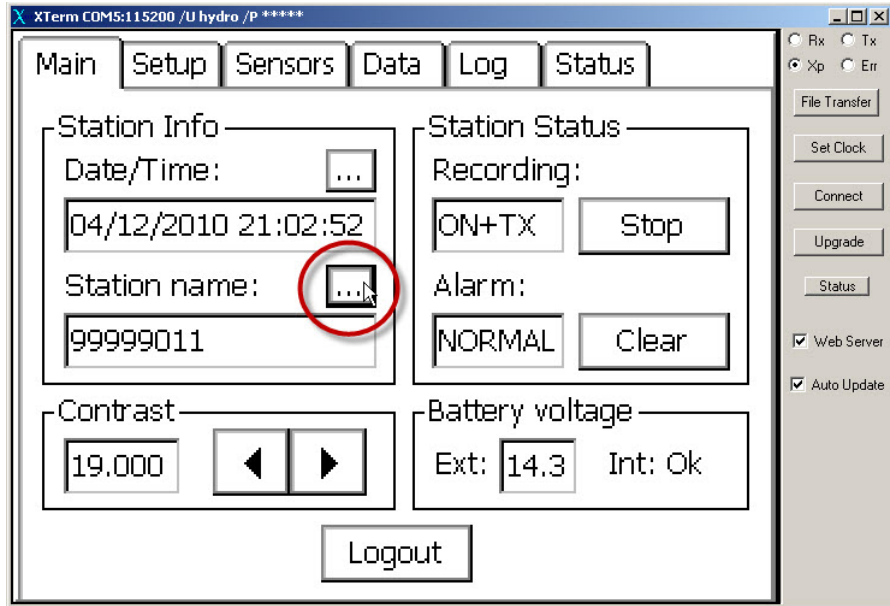 XTerm COM5:115200 /U hydro /P *****
Main Setup Sensors Data Log Status
Station Info
Date/Time: ...
04/12/2010 21:02:52
Station name: ...
99999011
Station Status
Recording:
ON+TX Stop
Alarm:
NORMAL Clear
Contrast
19.000
Battery voltage
Ext: 14.3 Int: Ok
Logout
Rx Tx
Xp Err
File Transfer
Set Clock
Connect
Upgrade
Status
Web Server
Auto Update